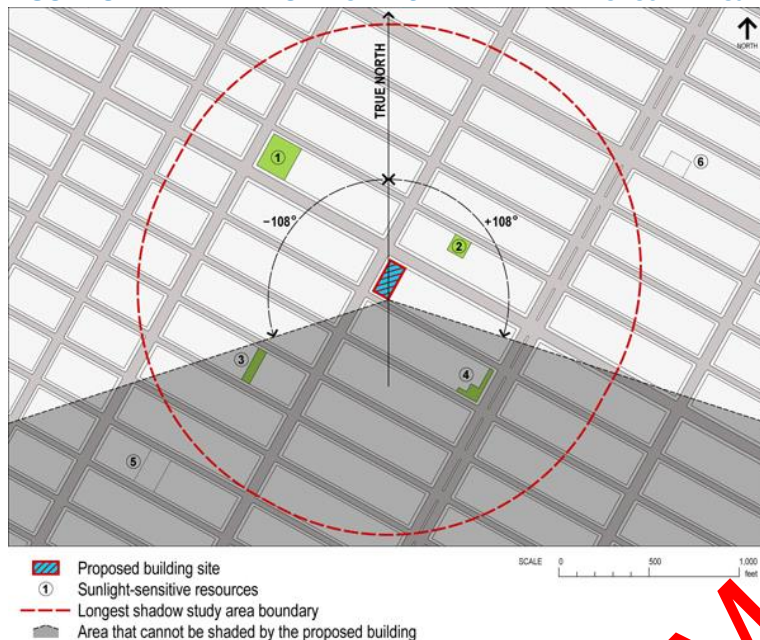 TRUE NORTH
NORTH
1
6
−108°
+108°
2
3
4
5
Proposed building site
1 Sunlight-sensitive resources
Longest shadow study area boundary
Area that cannot be shaded by the proposed building
SCALE 0 500 1,000
feet